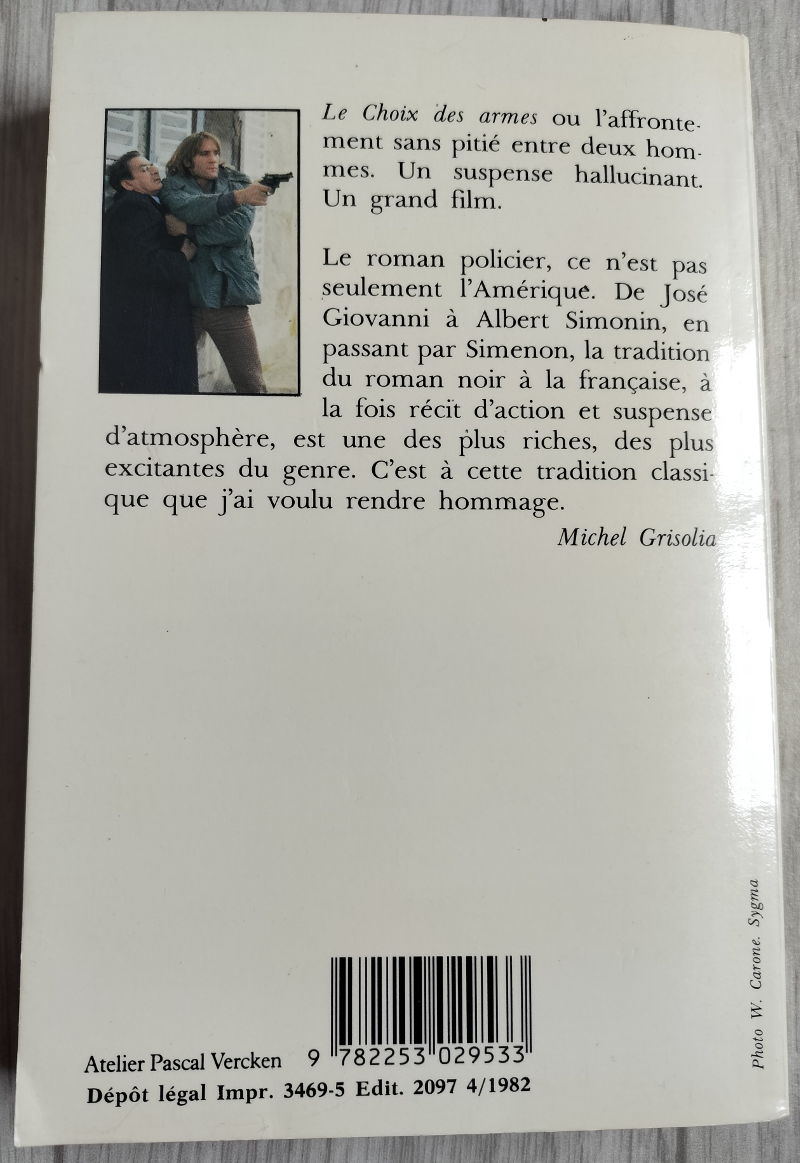 Le Choix des armes ou l'affronte-
ment sans pitié entre deux hom-
mes. Un suspense hallucinant.
Un grand film.
Le roman policier, ce n'est pas
seulement l'Amérique. De José
Giovanni à Albert Simonin, en
passant par Simenon, la tradition
du roman noir à la française, à
la fois récit d'action et suspense
d'atmosphère, est une des plus riches, des plus
excitantes du genre. C'est à cette tradition classi-
que que j'ai voulu rendre hommage.
Michel Grisolia
Photo W. Carone. Sygma
Atelier Pascal Vercken
9 782253 029533
Dépôt légal Impr. 3469-5 Edit. 2097 4/1982